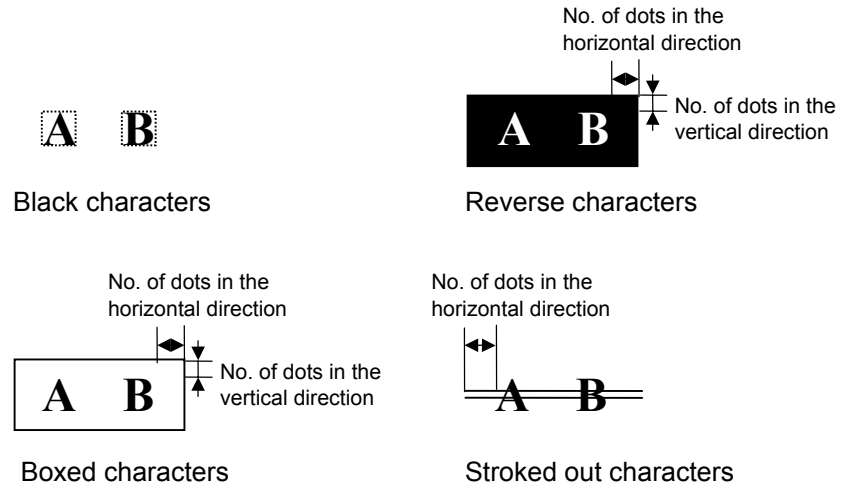 A B
Black characters
No. of dots in the
horizontal direction
No. of dots in the
vertical direction
A B
Reverse characters
No. of dots in the
horizontal direction
No. of dots in the
vertical direction
A B
Boxed characters
No. of dots in the
horizontal direction
A B
Stroked out characters